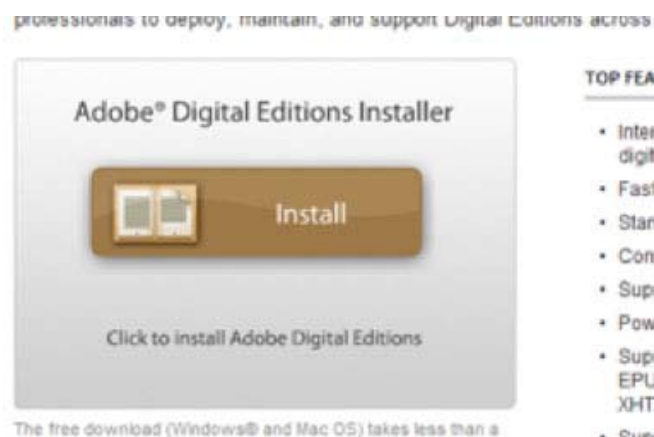 professionals to deploy, maintain, and support Digital Editions across
Adobe® Digital Editions Installer
Install
Click to install Adobe Digital Editions
The free download (Windows® and Mac OS) takes less than a
TOP FEA
Inter
digit
Fast
Stan
Con
Supp
Pow
Supp
EPU
XHT
Supp